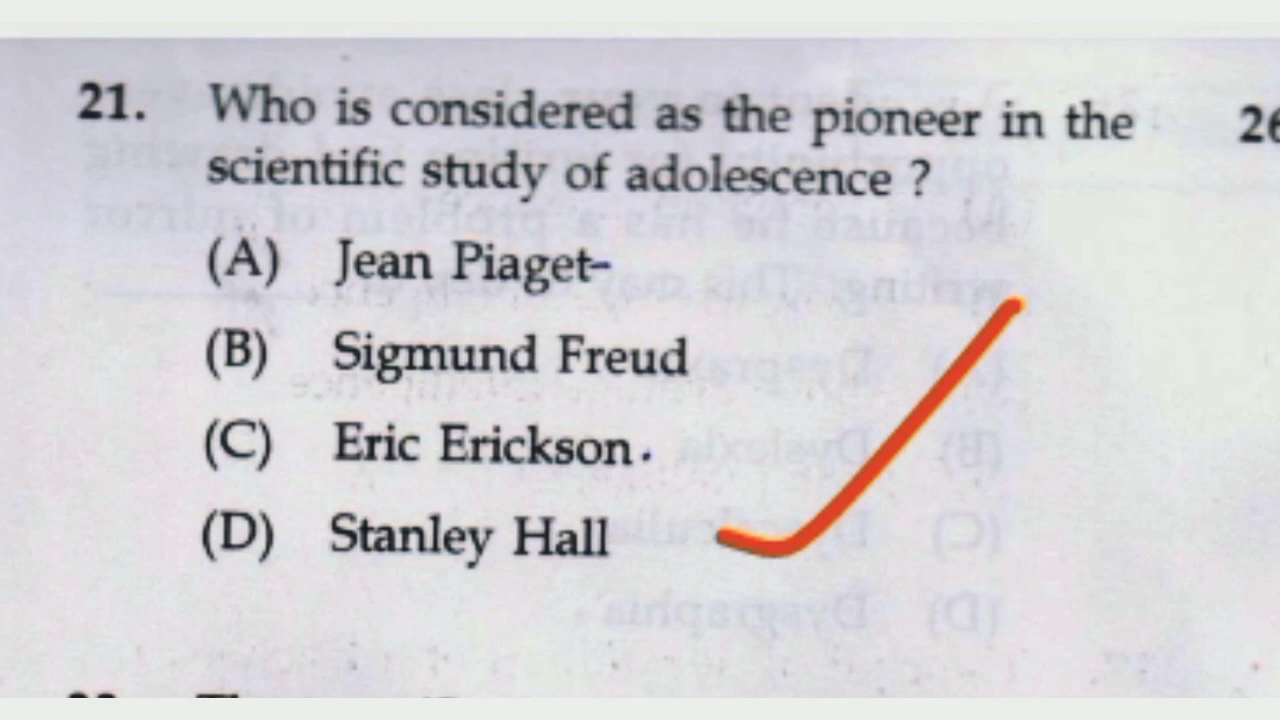 21. Who is considered as the pioneer in the
scientific study of adolescence ?
(A) Jean Piaget-
(B) Sigmund Freud
(C) Eric Erickson.
(D) Stanley Hall